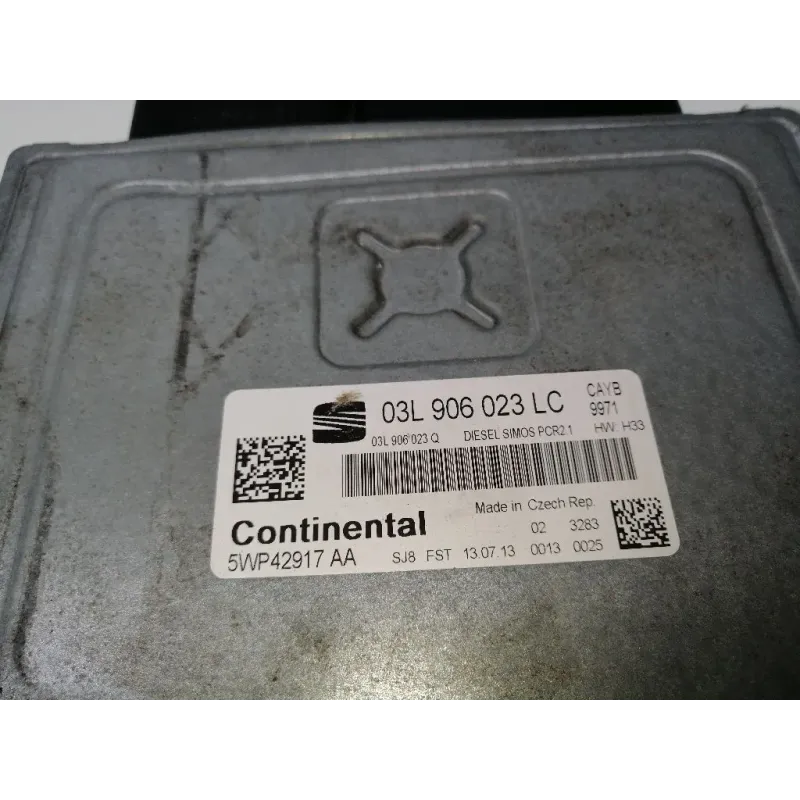 03L 906 023 LC
CAYB
9971
03L 906 023 Q DIESEL SIMOS PCR2.1 HW: H33
Continental
Made in Czech Rep.
02 3283
5WP42917 AA SJ8 FST 13.07.13 0013 0025